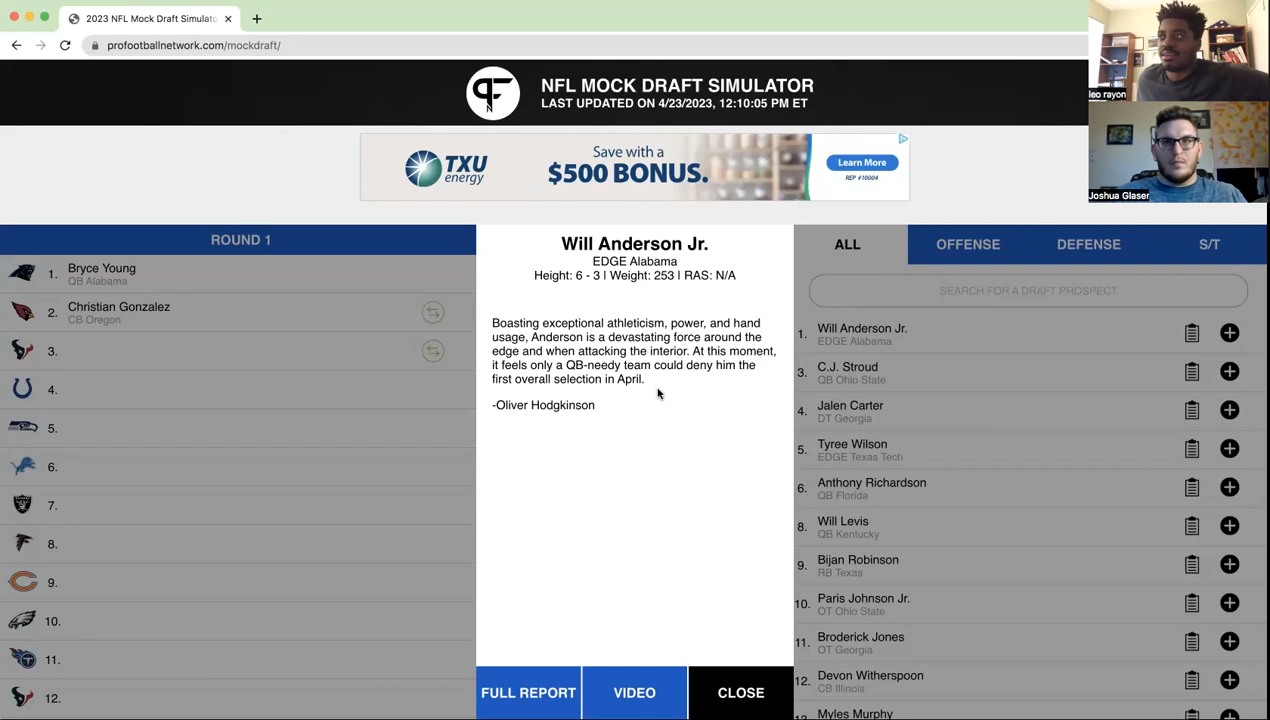 2023 NFL Mock Draft Simulato
profootballnetwork.com/mockdraft/
PF
N
NFL MOCK DRAFT SIMULATOR
LAST UPDATED ON 4/23/2023, 12:10:05 PM ET
TXU
energy
Save with a
$500 BONUS.
Learn More
REP #10004
leo rayon
Joshua Glaser
ROUND 1
1. Bryce Young
QB Alabama
2. Christian Gonzalez
CB Oregon
3.
4.
5.
6.
7.
8.
9.
10.
11.
12.
Will Anderson Jr.
EDGE Alabama
Height: 6 - 3 | Weight: 253 | RAS: N/A
Boasting exceptional athleticism, power, and hand
usage, Anderson is a devastating force around the
edge and when attacking the interior. At this moment,
it feels only a QB-needy team could deny him the
first overall selection in April.
-Oliver Hodgkinson
FULL REPORT
VIDEO
CLOSE
ALL
OFFENSE
DEFENSE
S/T
SEARCH FOR A DRAFT PROSPECT
1. Will Anderson Jr.
EDGE Alabama
3. C.J. Stroud
QB Ohio State
4. Jalen Carter
DT Georgia
5. Tyree Wilson
EDGE Texas Tech
6. Anthony Richardson
QB Florida
8. Will Levis
QB Kentucky
9. Bijan Robinson
RB Texas
10. Paris Johnson Jr.
OT Ohio State
11. Broderick Jones
OT Georgia
12. Devon Witherspoon
CB Illinois
13. Myles Murphy